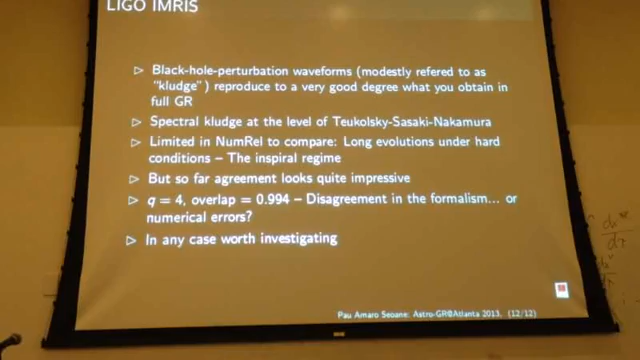 LIGO IMRIS
▷ Black-hole-perturbation waveforms (modestly refered to as
"kludge") reproduce to a very good degree what you obtain in
full GR
▷ Spectral kludge at the level of Teukolsky-Sasaki-Nakamura
▷ Limited in NumRel to compare: Long evolutions under hard
conditions – The inspiral regime
▷ But so far agreement looks quite impressive
▷ q = 4, overlap = 0.994 – Disagreement in the formalism... or
numerical errors?
▷ In any case worth investigating
Pau Amaro Seoane: Astro-GR@Atlanta 2013, (12/12)